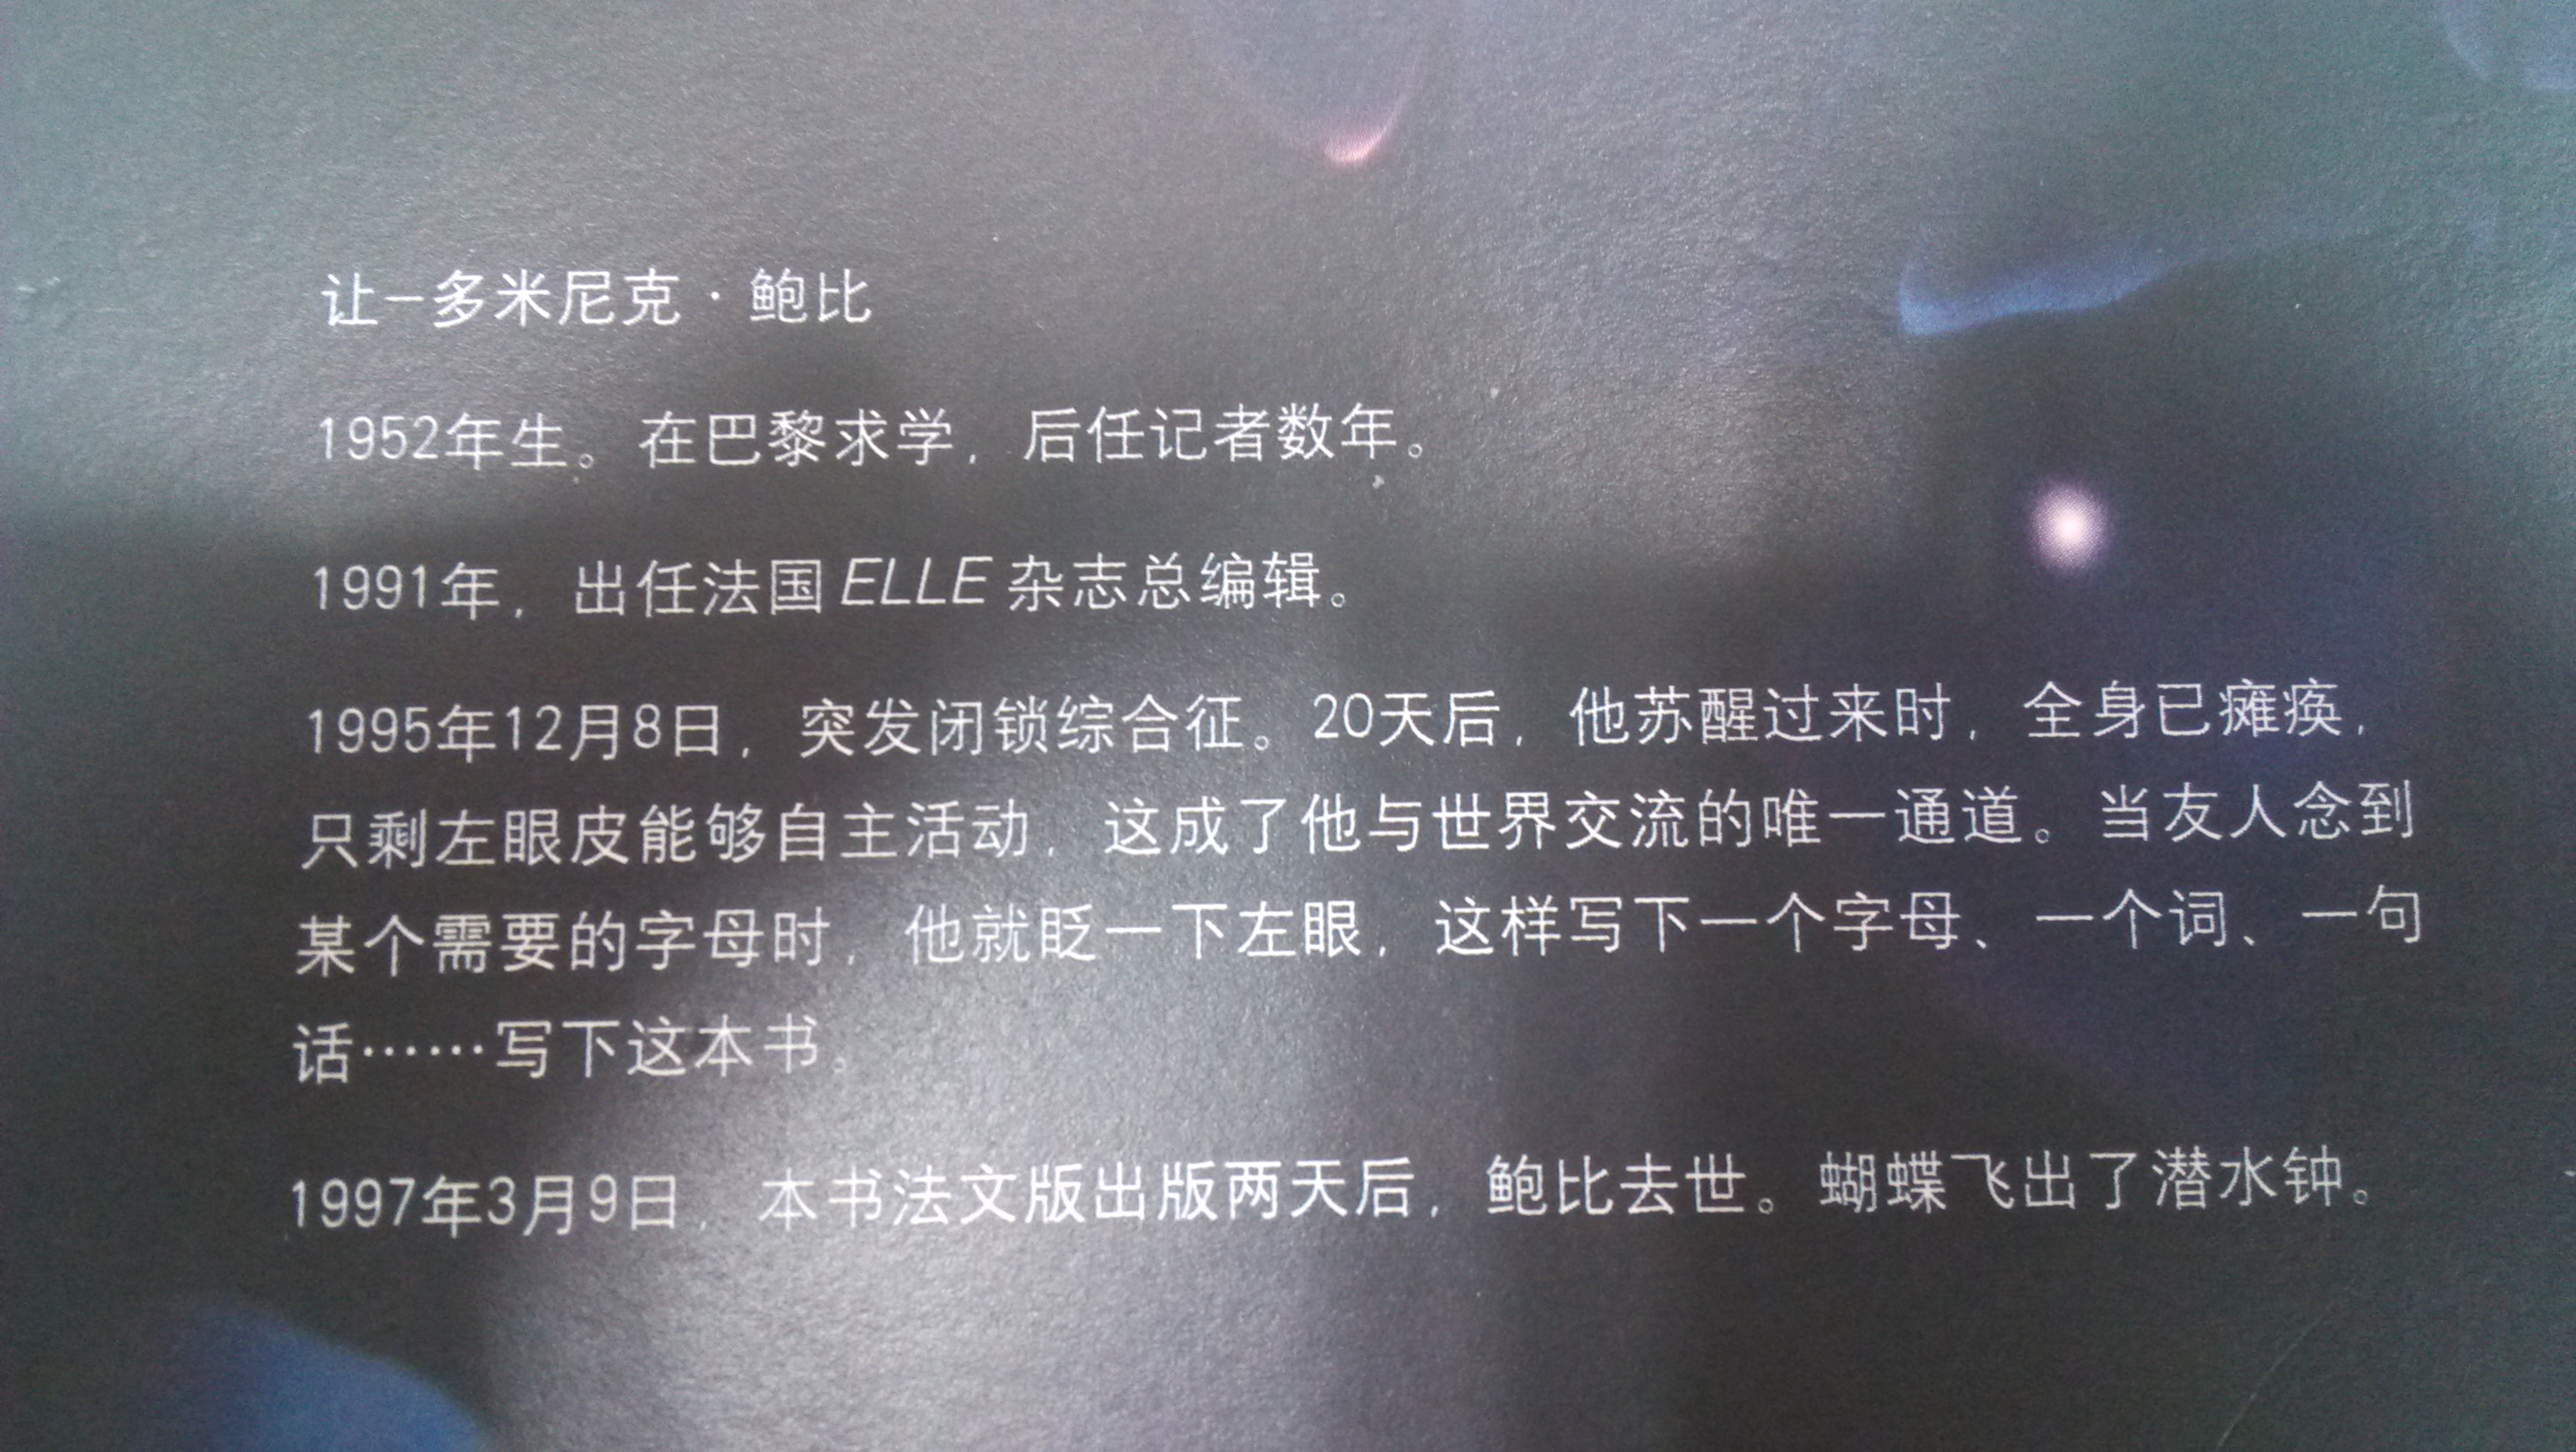 让-多米尼克·鲍比
1952年生。在巴黎求学，后任记者数年。
1991年，出任法国 ELLE 杂志总编辑。
1995年12月8日，突发闭锁综合征。20天后，他苏醒过来时，全身已瘫痪，
只剩左眼皮能够自主活动，这成了他与世界交流的唯一通道。当友人念到
某个需要的字母时，他就眨一下左眼，这样写下一个字母、一个词、一句
话……写下这本书。
1997年3月9日，本书法文版出版两天后，鲍比去世。蝴蝶飞出了潜水钟。